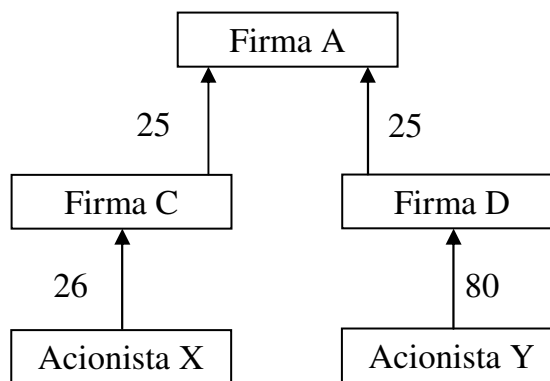 Firma A
25
25
Firma C
Firma D
26
80
Acionista X
Acionista Y